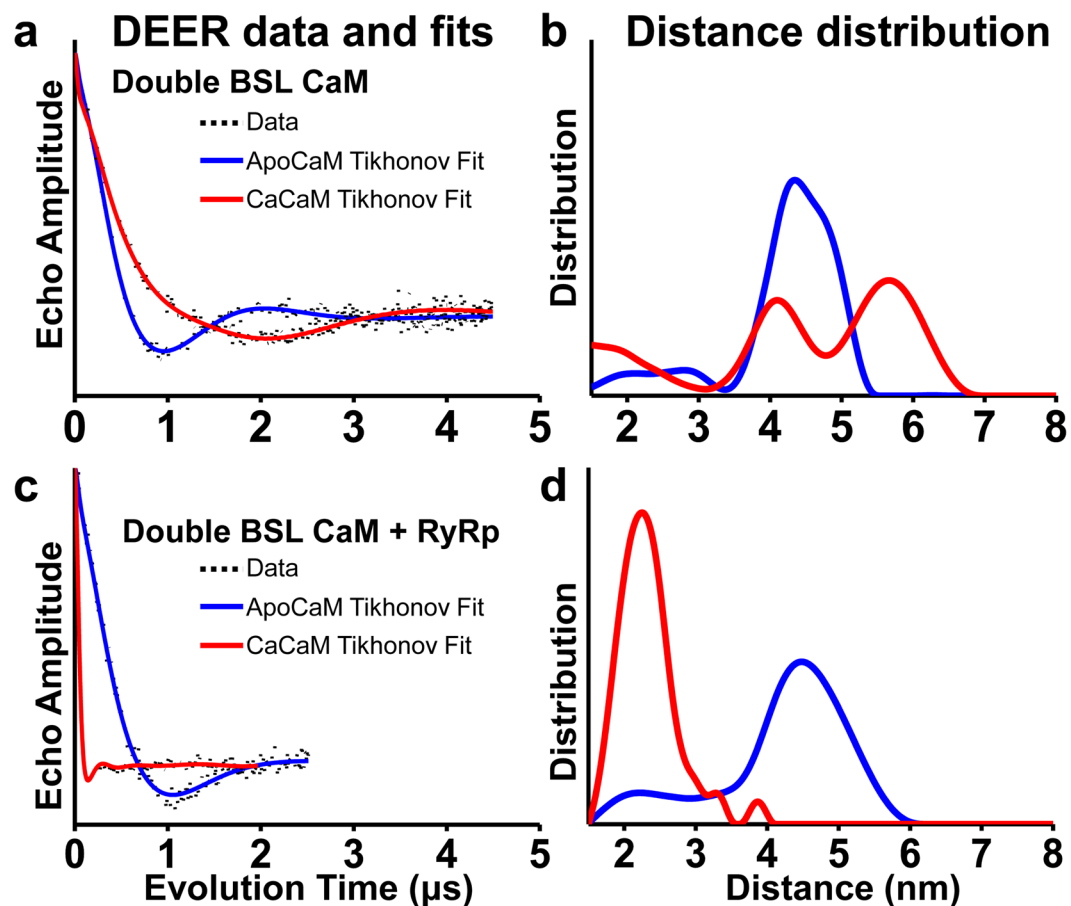 a DEER data and fits
Double BSL CaM
Data
ApoCaM Tikhonov Fit
CaCaM Tikhonov Fit
Echo Amplitude
0 1 2 3 4 5
b Distance distribution
Distribution
2 3 4 5 6 7 8
c
Double BSL CaM + RyRp
Data
ApoCaM Tikhonov Fit
CaCaM Tikhonov Fit
Echo Amplitude
0 1 2 3 4 5
Evolution Time (μs)
d
Distribution
2 3 4 5 6 7 8
Distance (nm)